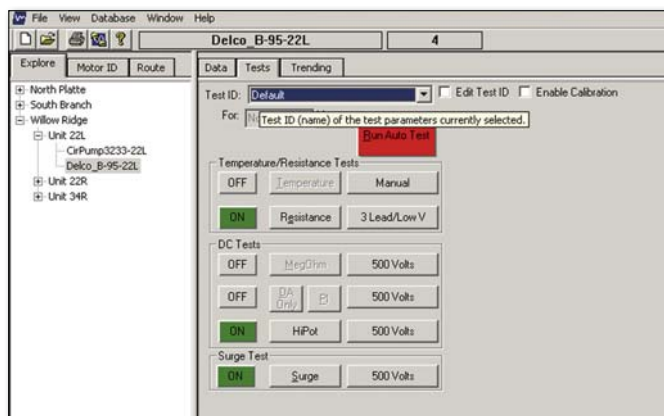 File View Database Window Help
Delco_B-95-22L 4
Explore Motor ID Route
Data Tests Trending
North Platte
South Branch
Willow Ridge
Unit 22L
CirPump3233-22L
Delco_B-95-22L
Unit 22R
Unit 34R
Test ID: Default Edit Test ID Enable Calibration
For:
Test ID (name) of the test parameters currently selected.
Run Auto Test
Temperature/Resistance Tests
OFF Temperature Manual
ON Resistance 3 Lead/Low V
DC Tests
OFF MegOhm 500 Volts
OFF DA Only PI 500 Volts
ON HiPot 500 Volts
Surge Test
ON Surge 500 Volts